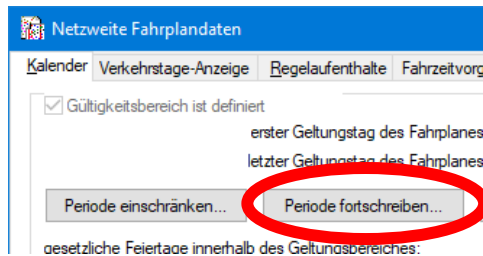 Netzweite Fahrplandaten
Kalender Verkehrstage-Anzeige Regelaufenthalte Fahrzeitvorg
Gültigkeitsbereich ist definiert
erster Geltungstag des Fahrplanes
letzter Geltungstag des Fahrplanes
Periode einschränken... Periode fortschreiben...
gesetzliche Feiertage innerhalb des Geltungsbereiches: